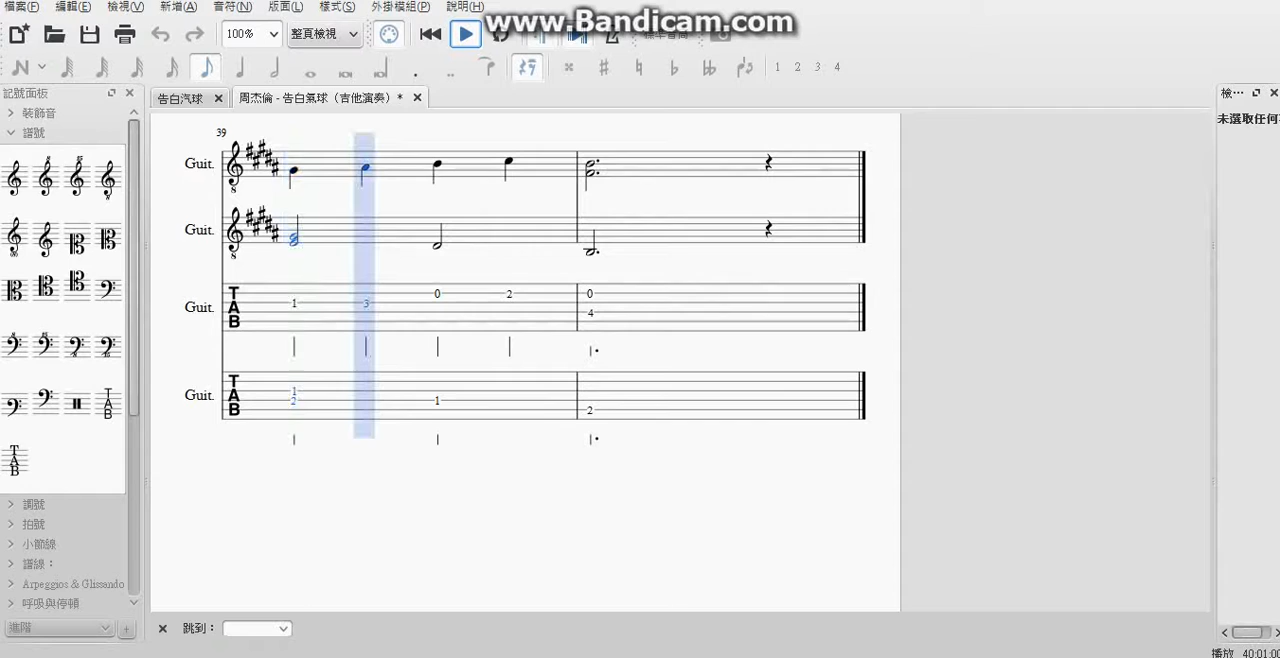 檔案(F) 編輯(E) 檢視(V) 新增(A) 音符(N) 版面(L) 樣式(S) 外掛模組(P) 說明(H)
www.Bandicam.com
100% 整頁檢視
1 2 3 4
記號面板
裝飾音
譜號
告白汽球 周杰倫 - 告白氣球（吉他演奏） *
檢…
未選取任何
39
Guit.
Guit.
Guit. TAB 1 3 0 2 0 4
Guit. TAB 1 2 1 2
調號
拍號
小節線
譜線：
Arpeggios & Glissando
呼吸與停頓
進階
跳到：
播放 40:01:00